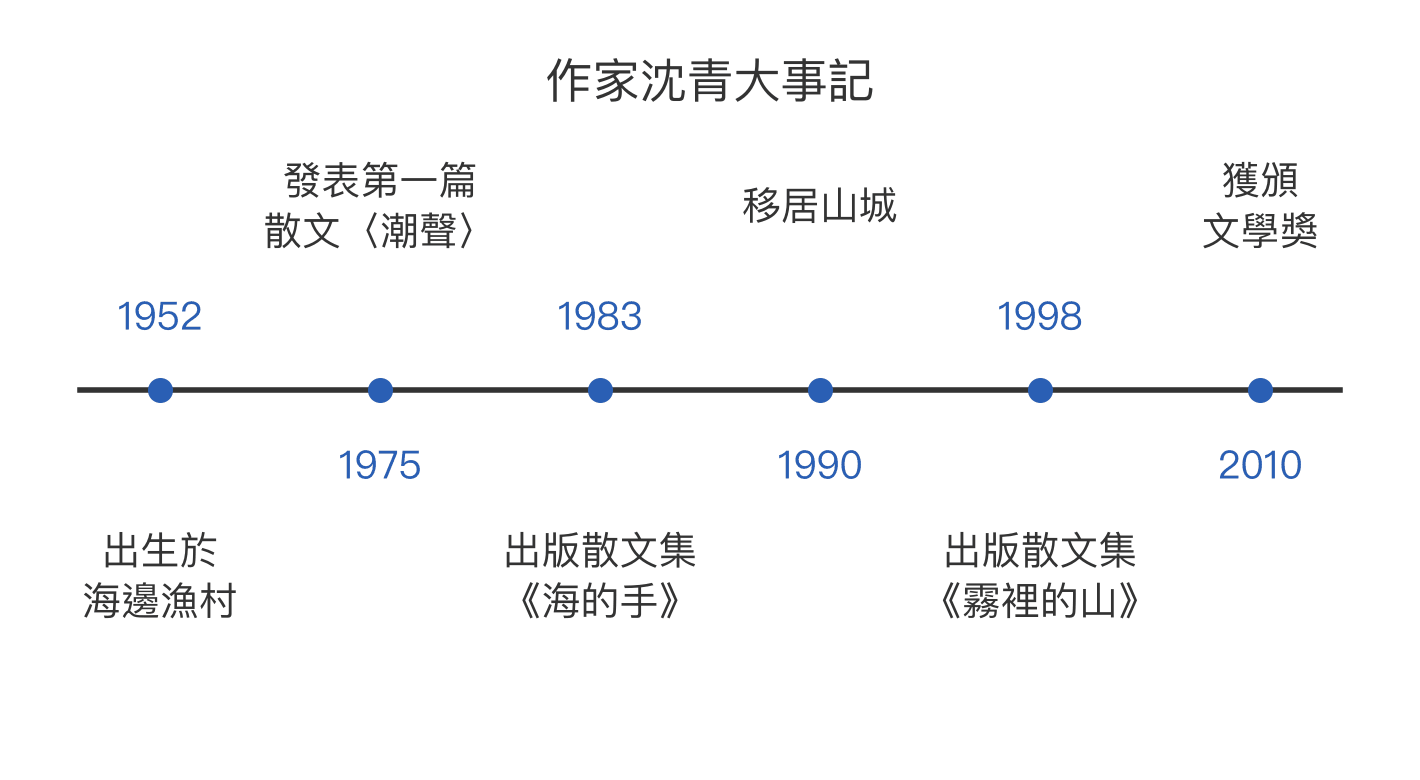 作家沈青大事記
1952
出生於
海邊漁村
發表第一篇
散文〈潮聲〉
1975
1983
出版散文集
《海的手》
移居山城
1990
1998
出版散文集
《霧裡的山》
獲頒
文學獎
2010